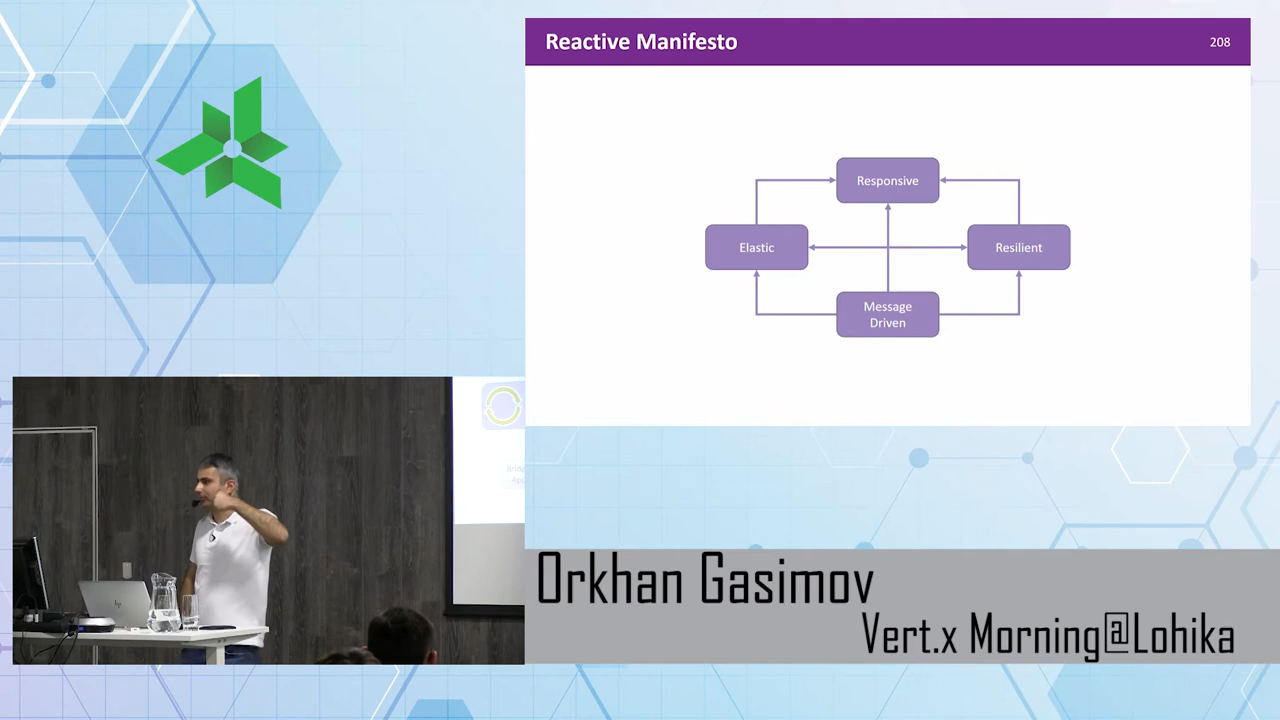 Reactive Manifesto
208
Responsive
Elastic
Resilient
Message
Driven
Orkhan Gasimov
Vert.x Morning@Lohika